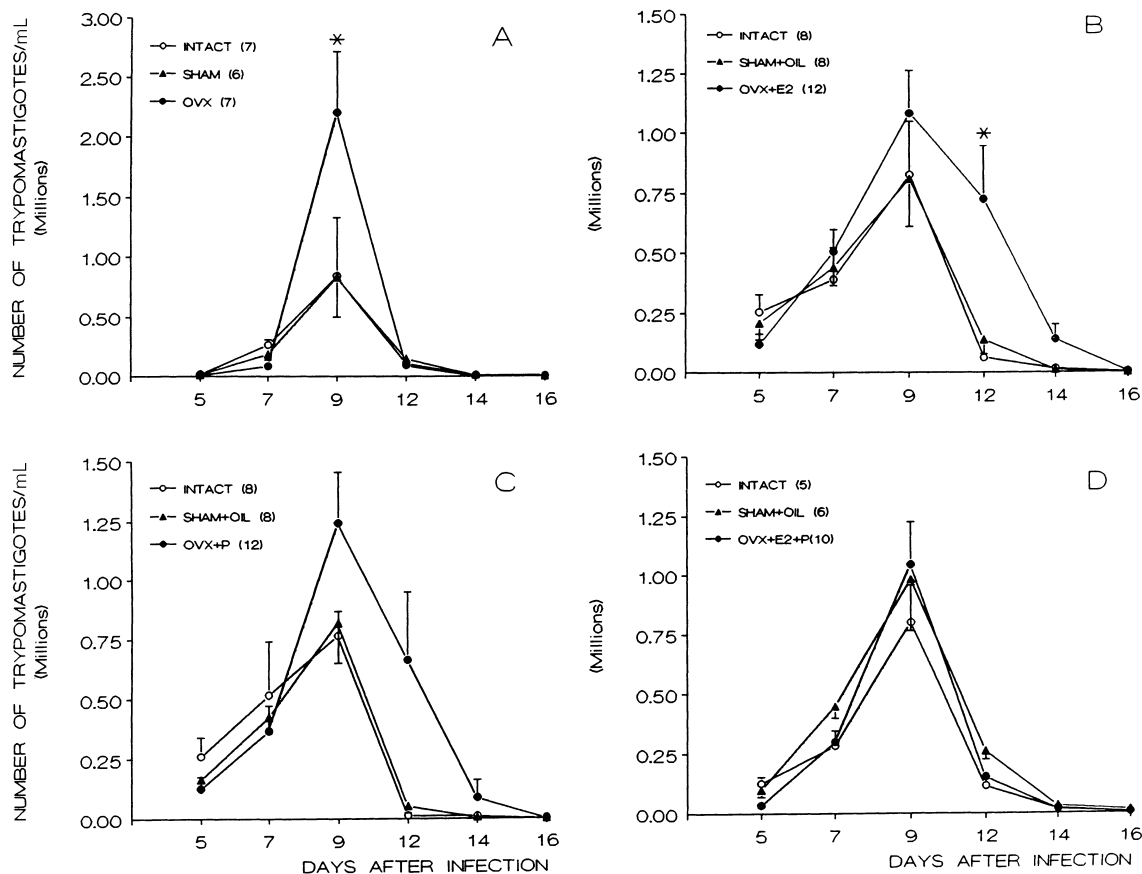 A
NUMBER OF TRYPOMASTIGOTES/mL
(Millions)
3.00
2.50
2.00
1.50
1.00
0.50
0.00
INTACT (7)
SHAM (6)
OVX (7)
*
5 7 9 12 14 16
B
(Millions)
1.50
1.25
1.00
0.75
0.50
0.25
0.00
INTACT (8)
SHAM+OIL (8)
OVX+E2 (12)
*
5 7 9 12 14 16
C
NUMBER OF TRYPOMASTIGOTES/mL
(Millions)
1.50
1.25
1.00
0.75
0.50
0.25
0.00
INTACT (8)
SHAM+OIL (8)
OVX+P (12)
5 7 9 12 14 16
DAYS AFTER INFECTION
D
(Millions)
1.50
1.25
1.00
0.75
0.50
0.25
0.00
INTACT (5)
SHAM+OIL (6)
OVX+E2+P(10)
5 7 9 12 14 16
DAYS AFTER INFECTION